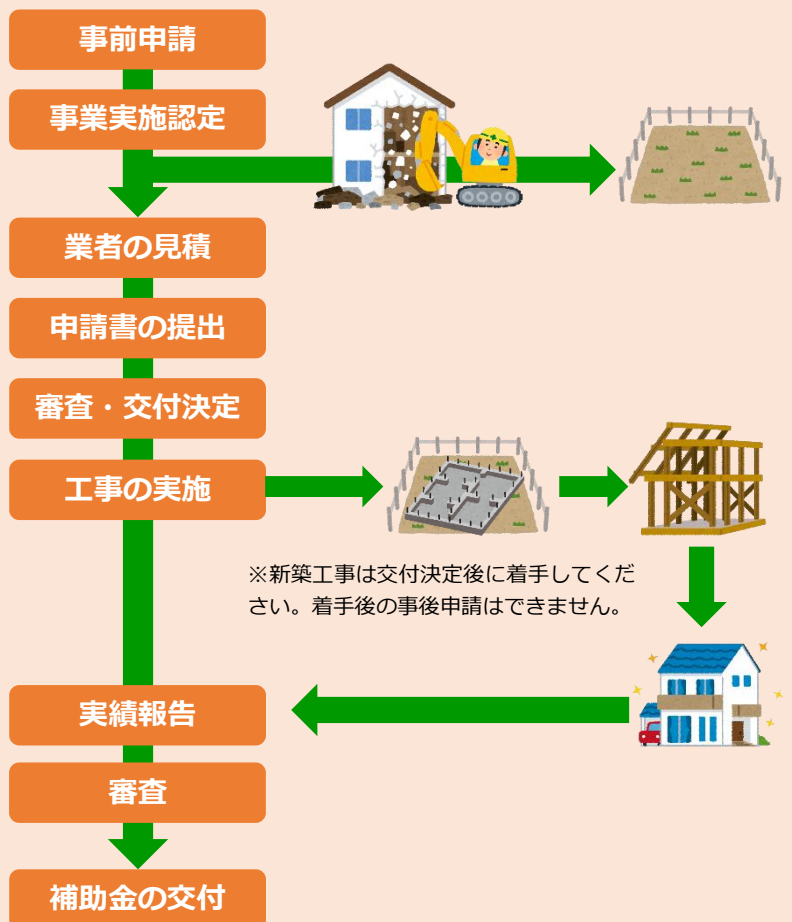 事前申請
事業実施認定
業者の見積
申請書の提出
審査・交付決定
工事の実施
※新築工事は交付決定後に着手してくだ
さい。着手後の事後申請はできません。
実績報告
審査
補助金の交付